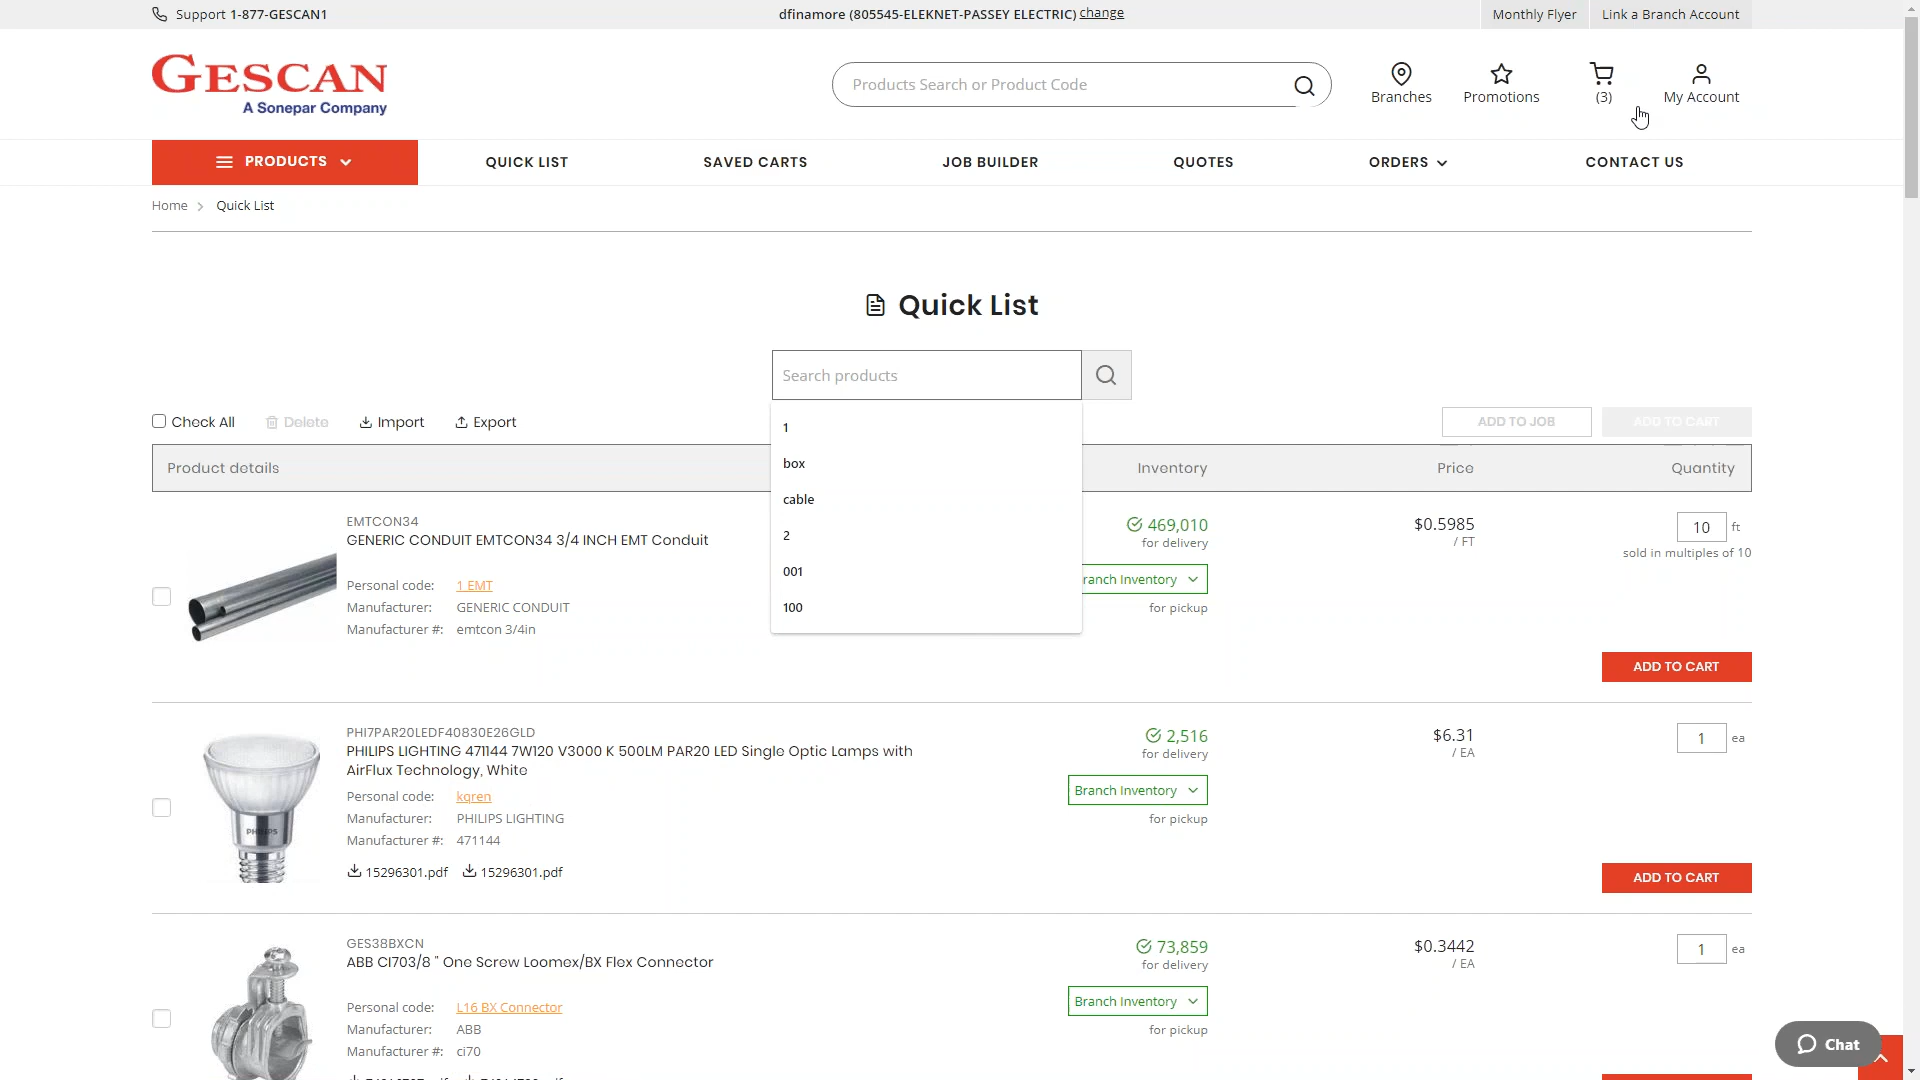 Support 1-877-GESCAN1
dfinamore (805545-ELEKNET-PASSEY ELECTRIC) change
Monthly Flyer
Link a Branch Account
GESCAN
A Sonepar Company
Products Search or Product Code
Branches
Promotions
(3)
My Account
PRODUCTS
QUICK LIST
SAVED CARTS
JOB BUILDER
QUOTES
ORDERS
CONTACT US
Home > Quick List
Quick List
Search products
1
box
cable
2
001
100
Check All
Delete
Import
Export
ADD TO JOB
ADD TO CART
Product details
Inventory
Price
Quantity
EMTCON34
GENERIC CONDUIT EMTCON34 3/4 INCH EMT Conduit
Personal code: 1 EMT
Manufacturer: GENERIC CONDUIT
Manufacturer #: emtcon 3/4in
469,010
for delivery
ranch Inventory
for pickup
$0.5985
/ FT
10 ft
sold in multiples of 10
ADD TO CART
PHI7PAR20LEDF40830E26GLD
PHILIPS LIGHTING 471144 7W120 V3000 K 500LM PAR20 LED Single Optic Lamps with
AirFlux Technology, White
Personal code: kqren
Manufacturer: PHILIPS LIGHTING
Manufacturer #: 471144
15296301.pdf 15296301.pdf
PHILIPS
2,516
for delivery
Branch Inventory
for pickup
$6.31
/ EA
1 ea
ADD TO CART
GES38BXCN
ABB CI703/8 " One Screw Loomex/BX Flex Connector
Personal code: L16 BX Connector
Manufacturer: ABB
Manufacturer #: ci70
73,859
for delivery
Branch Inventory
for pickup
$0.3442
/ EA
1 ea
Chat